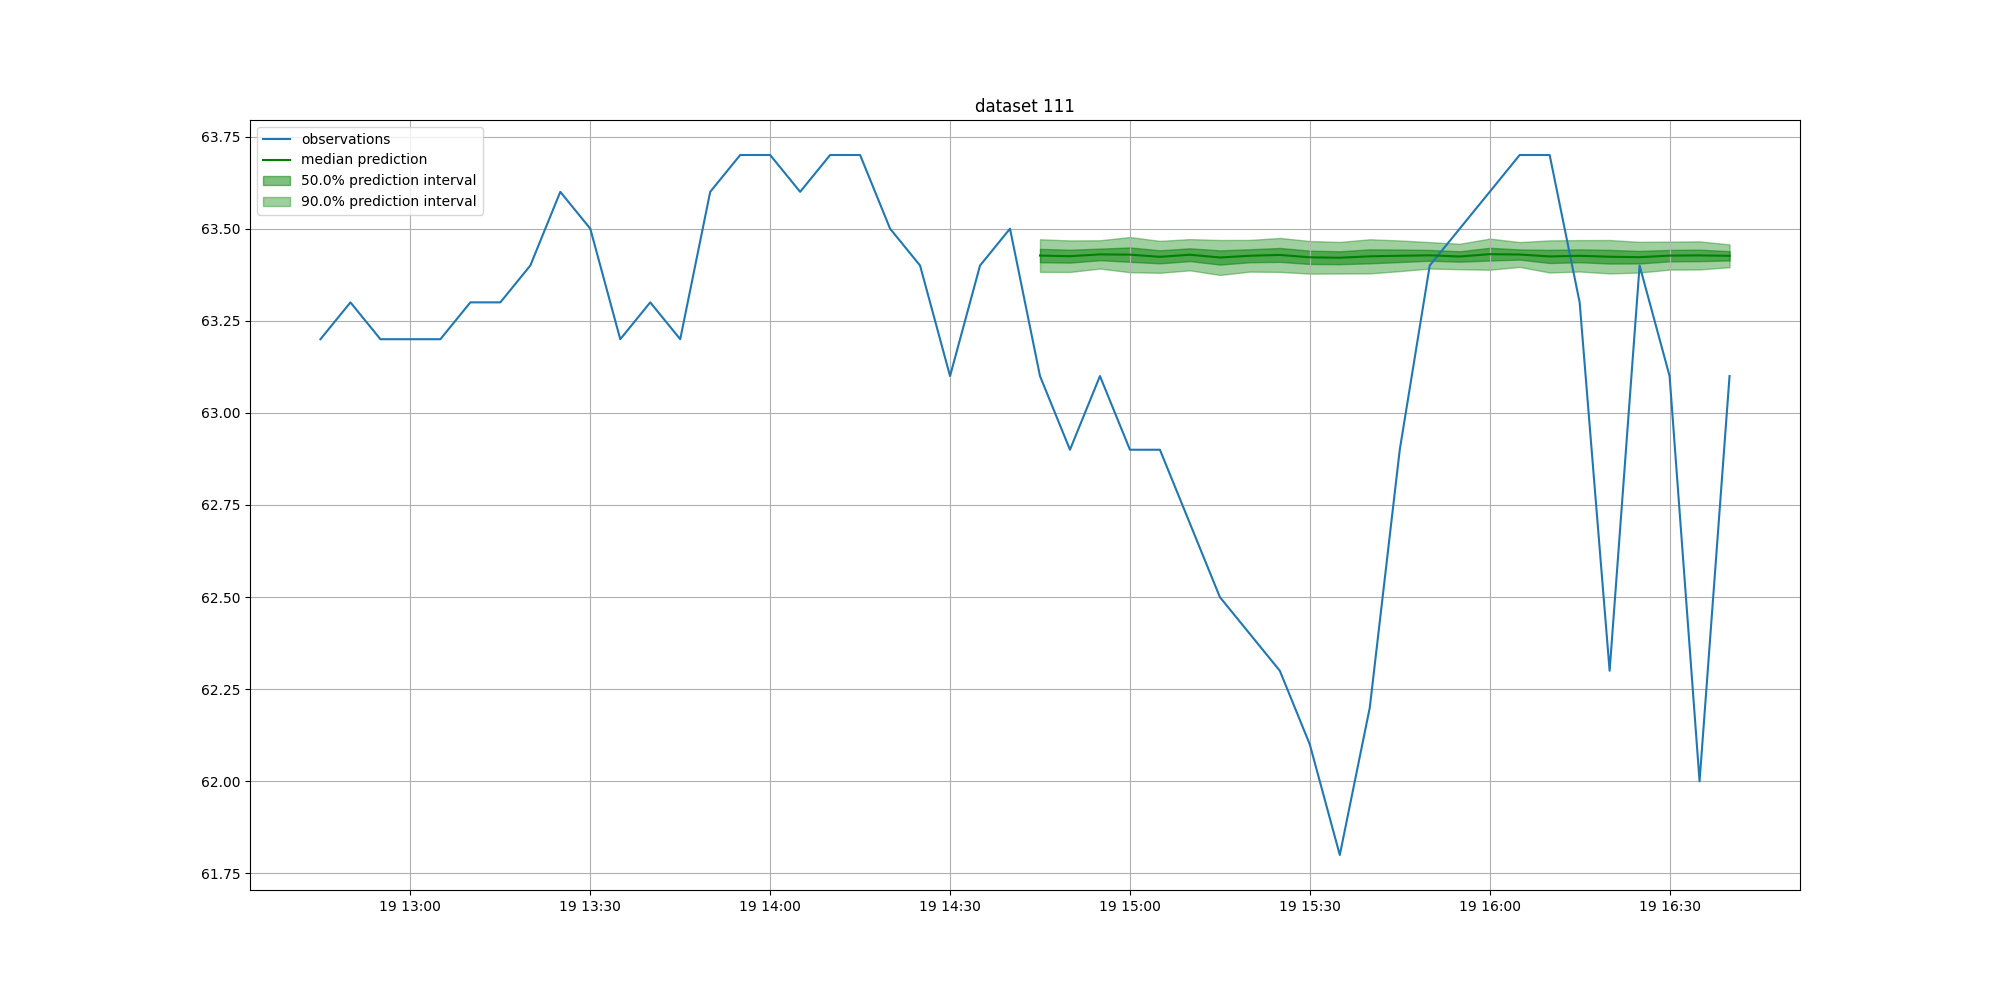 dataset 111
observations
median prediction
50.0% prediction interval
90.0% prediction interval
63.75
63.50
63.25
63.00
62.75
62.50
62.25
62.00
61.75
19 13:00 19 13:30 19 14:00 19 14:30 19 15:00 19 15:30 19 16:00 19 16:30